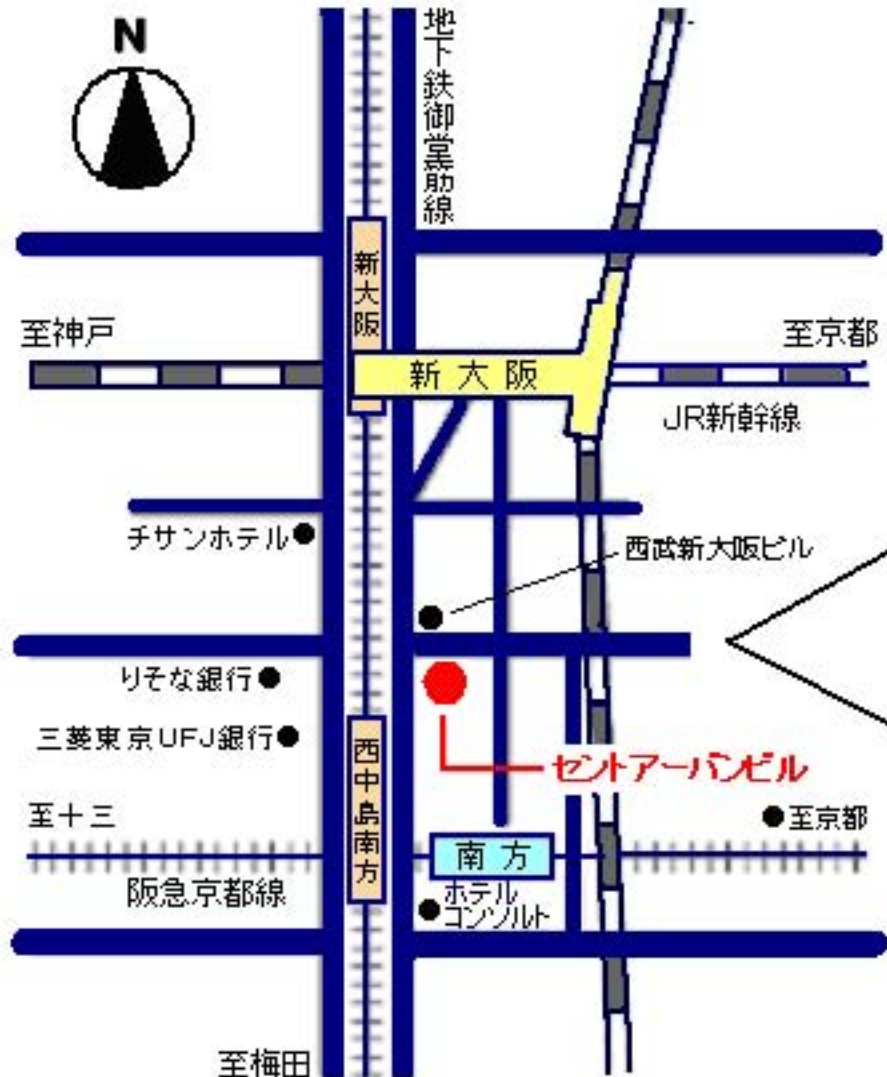 N
地下鉄御堂筋線
新大阪
至神戸
至京都
新大阪
JR新幹線
チサンホテル
西武新大阪ビル
りそな銀行
三菱東京UFJ銀行
西中島南方
セントアーバンビル
至十三
至京都
南方
阪急京都線
ホテル
コンソルト
至梅田